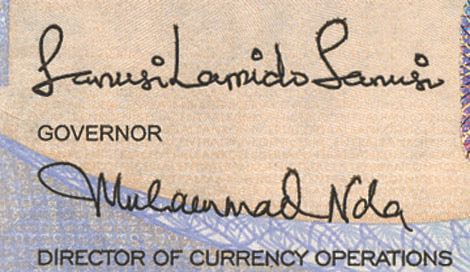 Sanusi Lamido Sanusi
GOVERNOR
Muhammad Nda
DIRECTOR OF CURRENCY OPERATIONS